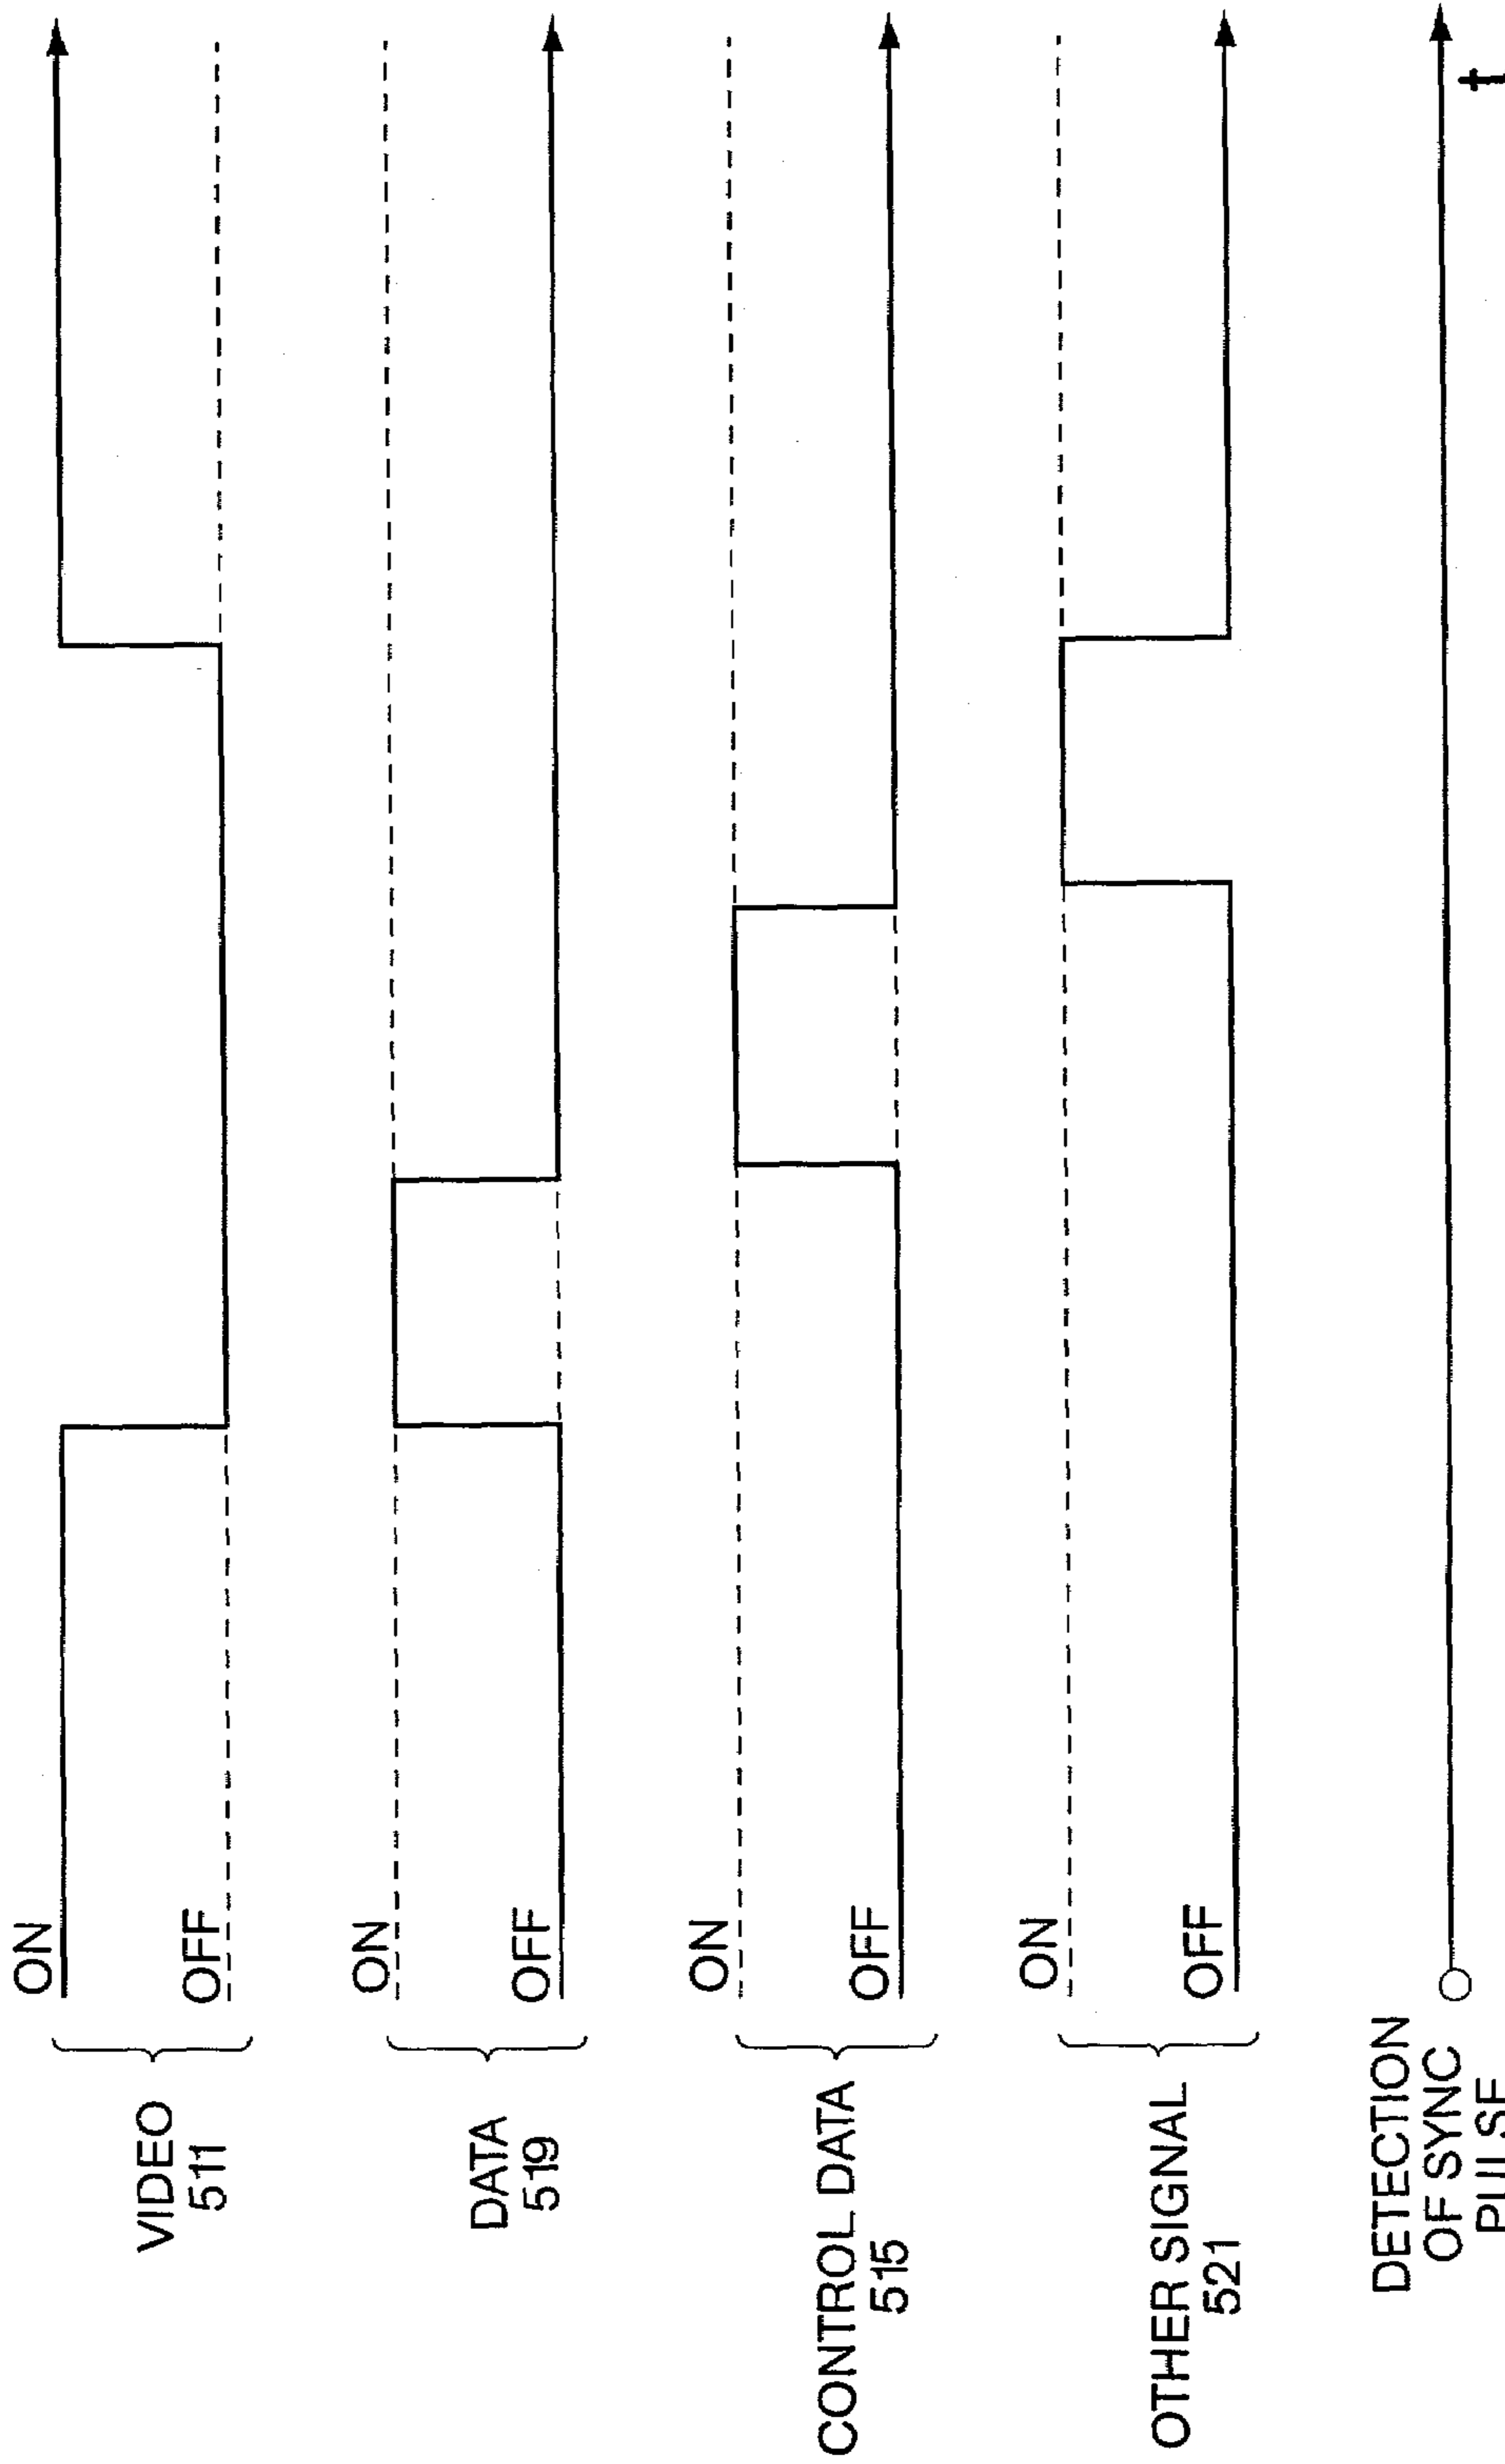 VIDEO
511
ON
OFF
DATA
519
ON
OFF
CONTROL DATA
515
ON
OFF
OTHER SIGNAL
521
ON
OFF
DETECTION
OF SYNC
PULSE
t